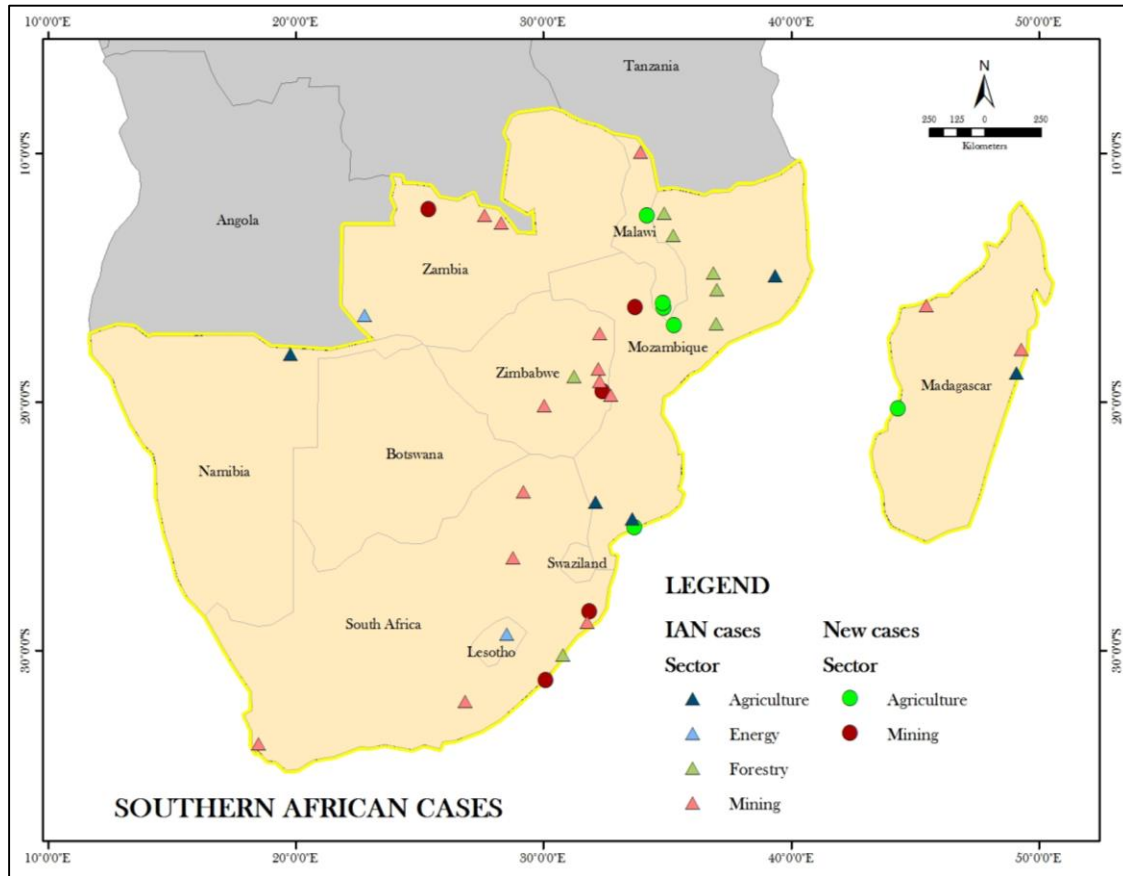 10°0'0"E 20°0'0"E 30°0'0"E 40°0'0"E 50°0'0"E
Tanzania
N
250 125 0 250
Kilometers
10°0'0"S 10°0'0"S
Angola
Malawi
Zambia
Mozambique
Zimbabwe
Madagascar
20°0'0"S 20°0'0"S
Botswana
Namibia
Swaziland
LEGEND
South Africa
IAN cases New cases
Lesotho
30°0'0"S 30°0'0"S
Sector Sector
Agriculture Agriculture
Energy Mining
Forestry
Mining
SOUTHERN AFRICAN CASES
10°0'0"E 20°0'0"E 30°0'0"E 40°0'0"E 50°0'0"E